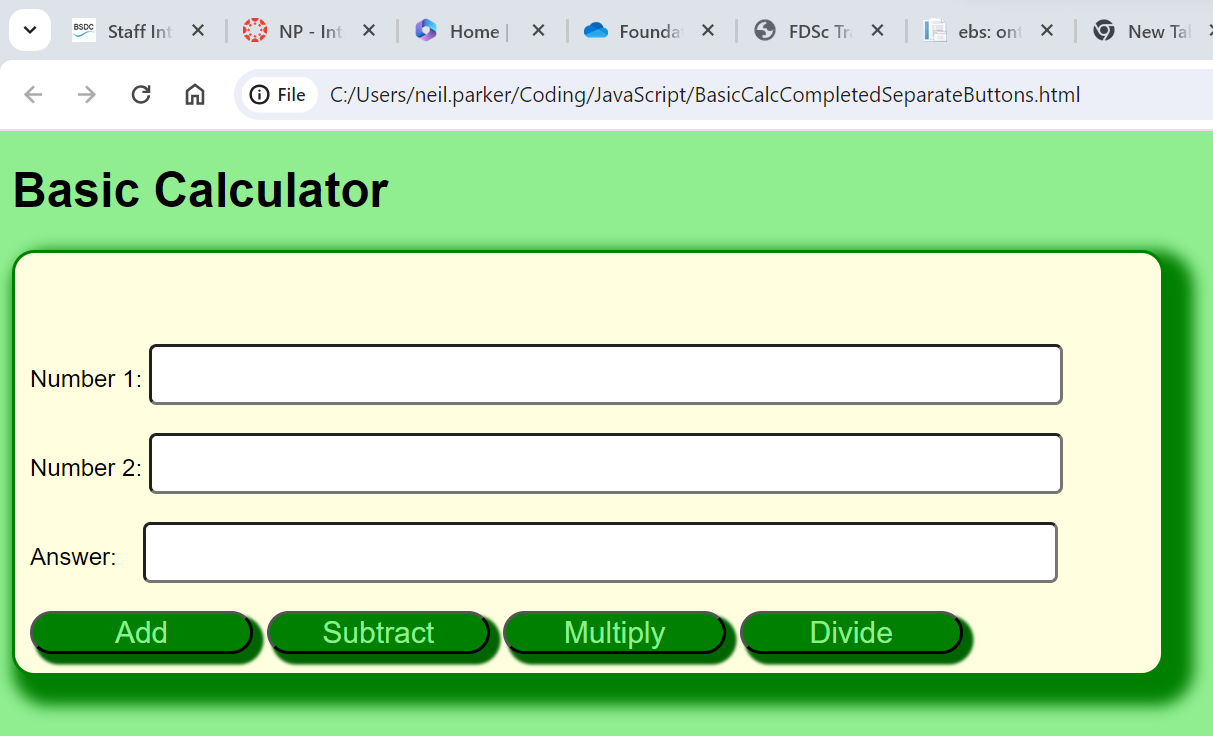 BSDC Staff Int NP - Int Home | Founda FDSc Tra ebs: ont New Tal
File C:/Users/neil.parker/Coding/JavaScript/BasicCalcCompletedSeparateButtons.html
Basic Calculator
Number 1:
Number 2:
Answer:
Add Subtract Multiply Divide